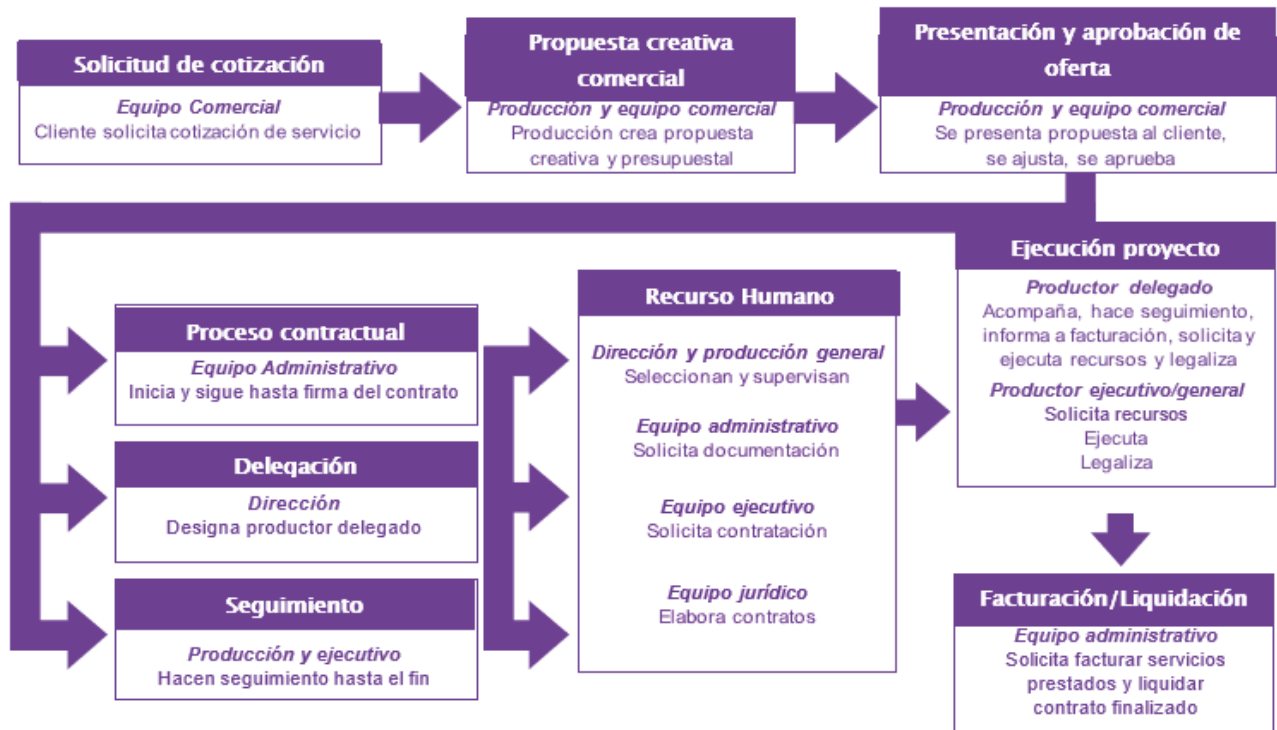 Solicitud de cotización
Equipo Comercial
Cliente solicita cotización de servicio
Propuesta creativa
comercial
Producción y equipo comercial
Producción crea propuesta
creativa y presupuestal
Presentación y aprobación de
oferta
Producción y equipo comercial
Se presenta propuesta al cliente,
se ajusta, se aprueba
Proceso contractual
Equipo Administrativo
Inicia y sigue hasta firma del contrato
Delegación
Dirección
Designa productor delegado
Seguimiento
Producción y ejecutivo
Hacen seguimiento hasta el fin
Recurso Humano
Dirección y producción general
Seleccionan y supervisan
Equipo administrativo
Solicita documentación
Equipo ejecutivo
Solicita contratación
Equipo jurídico
Elabora contratos
Ejecución proyecto
Productor delegado
Acompaña, hace seguimiento,
informa a facturación, solicita y
ejecuta recursos y legaliza
Productor ejecutivo/general
Solicita recursos
Ejecuta
Legaliza
Facturación/Liquidación
Equipo administrativo
Solicita facturar servicios
prestados y liquidar
contrato finalizado